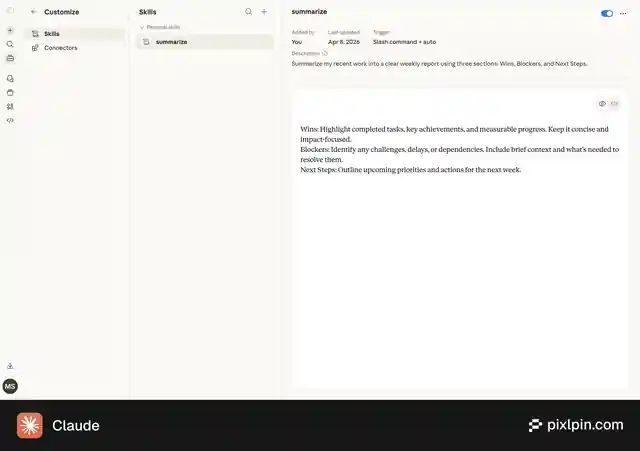 Customize
Skills
Connectors
MS
Skills
Personal skills
summarize
summarize
Added by
Last updated
Trigger
You
Apr 8, 2026
Slash command + auto
Description
Summarize my recent work into a clear weekly report using three sections: Wins, Blockers, and Next Steps.
Wins: Highlight completed tasks, key achievements, and measurable progress. Keep it concise and
impact-focused.
Blockers: Identify any challenges, delays, or dependencies. Include brief context and what's needed to
resolve them.
Next Steps: Outline upcoming priorities and actions for the next week.
Claude
pixlpin.com